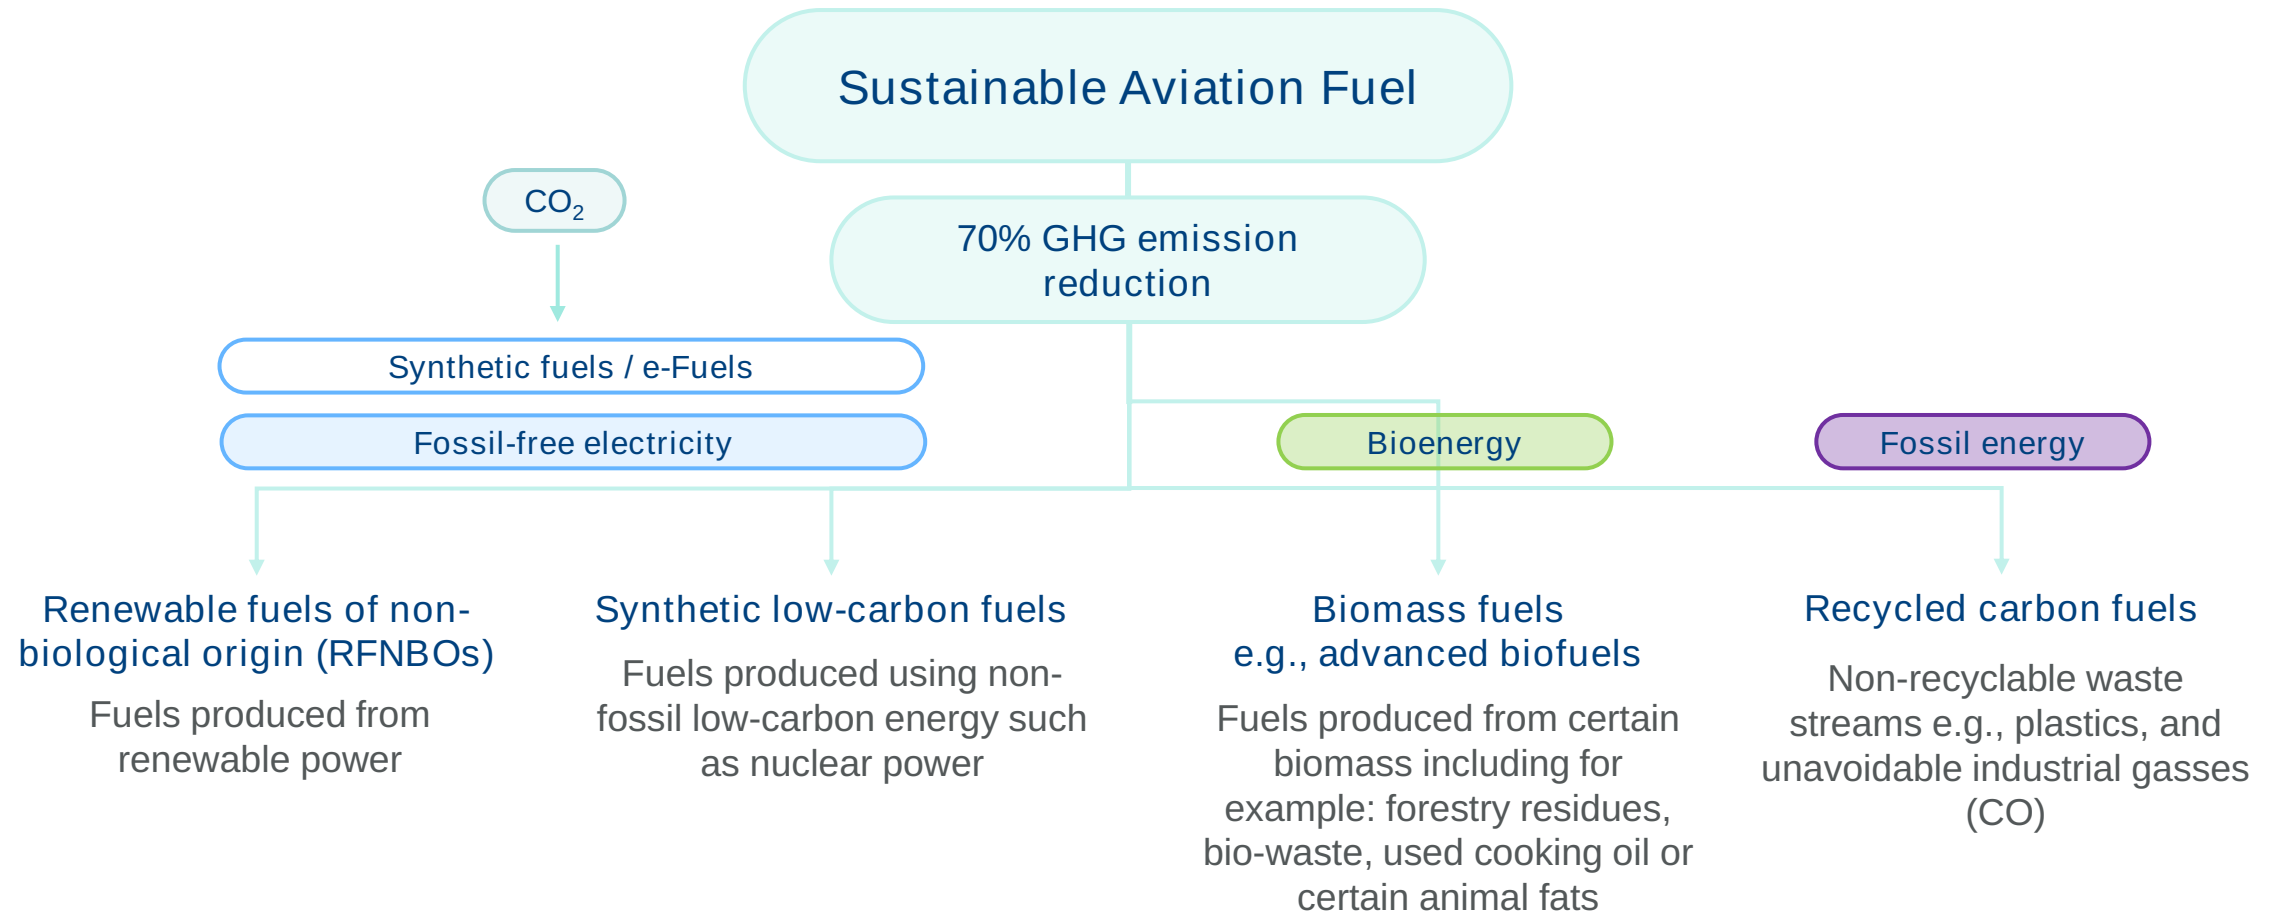 Sustainable Aviation Fuel
CO₂
70% GHG emission
reduction
Synthetic fuels / e-Fuels
Fossil-free electricity
Bioenergy
Fossil energy
Renewable fuels of non-
biological origin (RFNBOs)
Fuels produced from
renewable power
Synthetic low-carbon fuels
Fuels produced using non-
fossil low-carbon energy such
as nuclear power
Biomass fuels
e.g., advanced biofuels
Fuels produced from certain
biomass including for
example: forestry residues,
bio-waste, used cooking oil or
certain animal fats
Recycled carbon fuels
Non-recyclable waste
streams e.g., plastics, and
unavoidable industrial gasses
(CO)